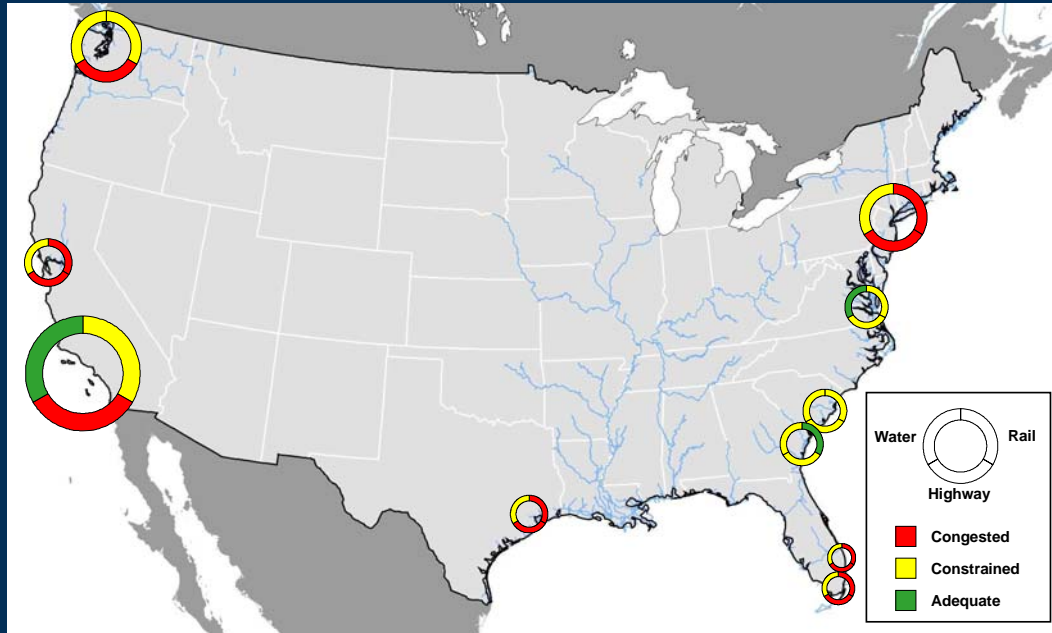 Water
Rail
Highway
Congested
Constrained
Adequate